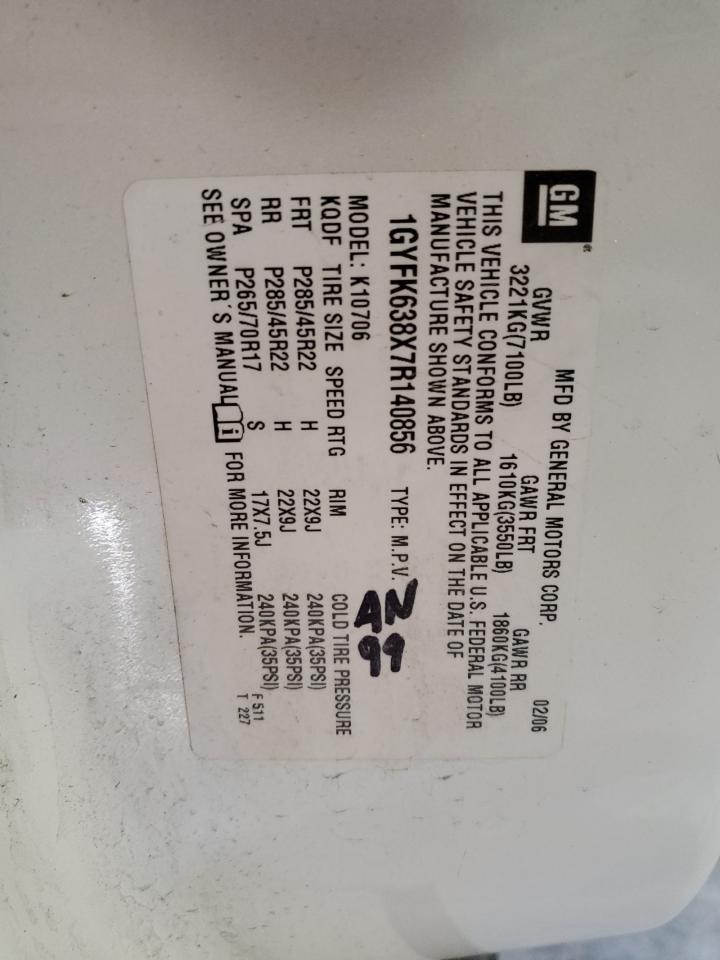 GM
MFD BY GENERAL MOTORS CORP. 02/06
GVWR GAWR FRT GAWR RR
3221KG(7100LB) 1610KG(3550LB) 1860KG(4100LB)
THIS VEHICLE CONFORMS TO ALL APPLICABLE U.S. FEDERAL MOTOR
VEHICLE SAFETY STANDARDS IN EFFECT ON THE DATE OF
MANUFACTURE SHOWN ABOVE.
1GYFK638X7R140856 TYPE: M.P.V.
MODEL: K10706
KQDF TIRE SIZE SPEED RTG RIM COLD TIRE PRESSURE
FRT P285/45R22 H 22X9J 240KPA(35PSI)
RR P285/45R22 H 22X9J 240KPA(35PSI)
SPA P265/70R17 S 17X7.5J 240KPA(35PSI)
SEE OWNER'S MANUAL i FOR MORE INFORMATION.
F 511
T 227